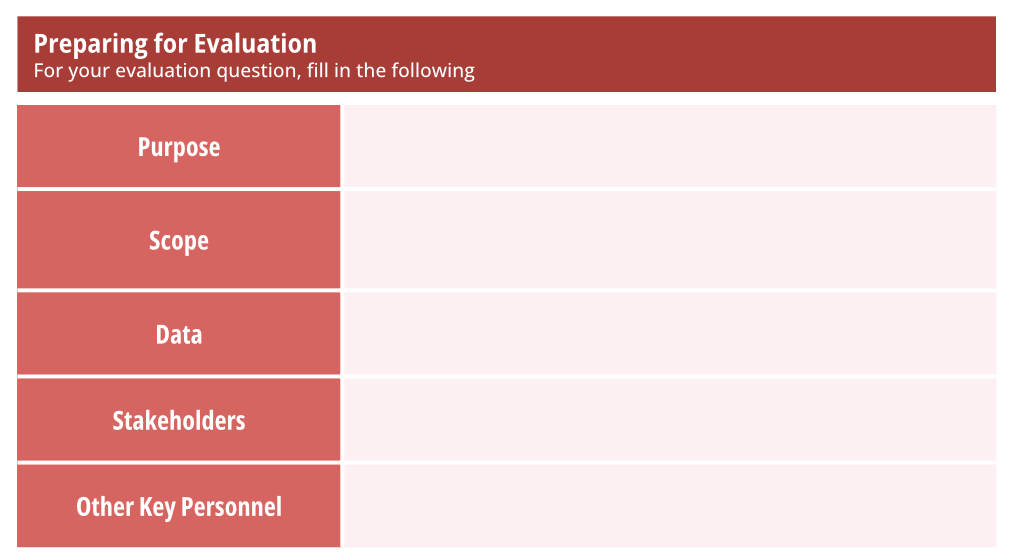 Preparing for Evaluation
For your evaluation question, fill in the following
Purpose
Scope
Data
Stakeholders
Other Key Personnel